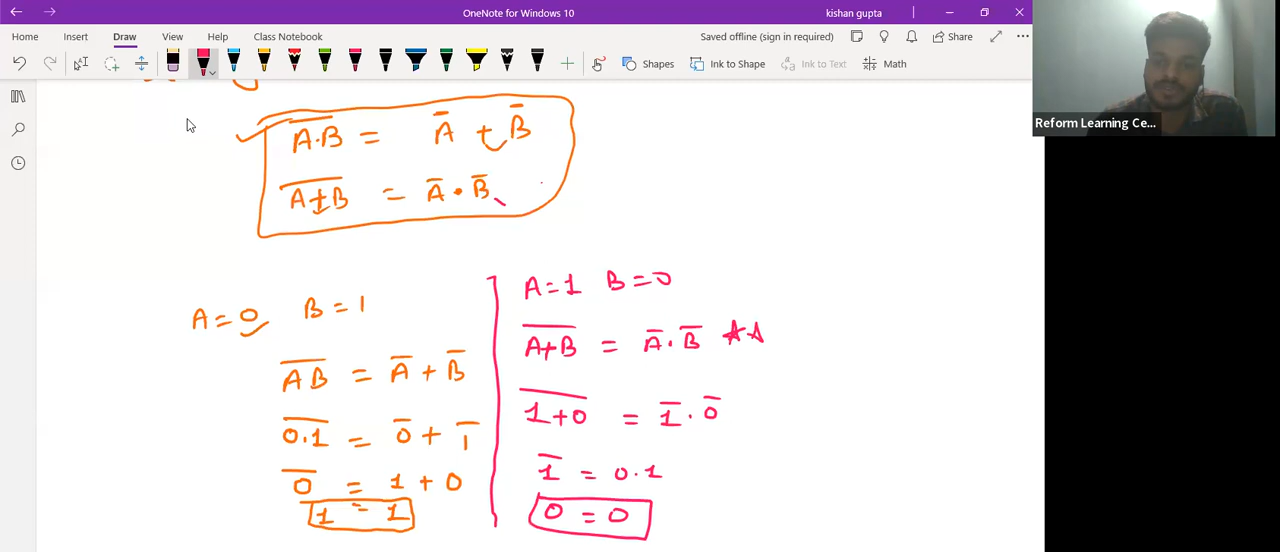 OneNote for Windows 10
kishan gupta
Home Insert Draw View Help Class Notebook
Saved offline (sign in required) Share
Shapes Ink to Shape Ink to Text Math
Reform Learning Ce...
A̅.̅B̅ = A̅ + B̅
A̅+̅B̅ = A̅ . B̅
A = 0 B = 1
A̅B̅ = A̅ + B̅
0̅.̅1̅ = 0̅ + 1̅
0̅ = 1 + 0
1 = 1
A = 1 B = 0
A̅+̅B̅ = A̅ . B̅
1̅+̅0̅ = 1̅ . 0̅
1̅ = 0.1
0 = 0